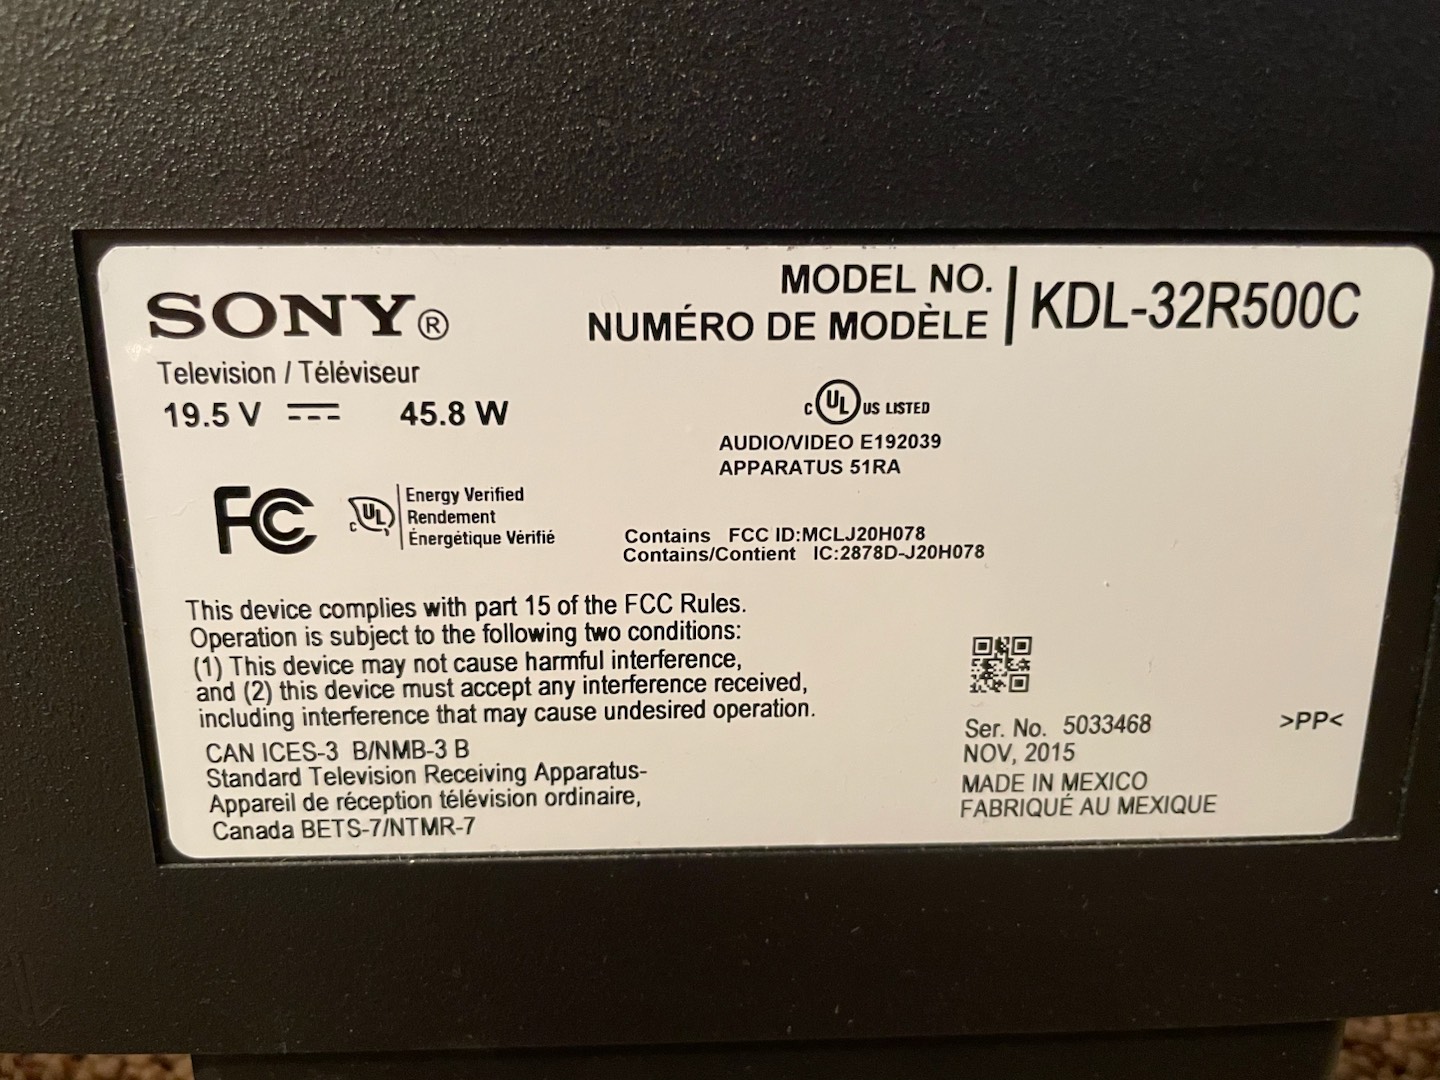 SONY®
MODEL NO.
NUMÉRO DE MODÈLE
KDL-32R500C
Television / Téléviseur
19.5 V 45.8 W
c UL US LISTED
AUDIO/VIDEO E192039
APPARATUS 51RA
FC
c UL
Energy Verified
Rendement
Énergétique Vérifié
Contains FCC ID:MCLJ20H078
Contains/Contient IC:2878D-J20H078
This device complies with part 15 of the FCC Rules.
Operation is subject to the following two conditions:
(1) This device may not cause harmful interference,
and (2) this device must accept any interference received,
including interference that may cause undesired operation.
CAN ICES-3 B/NMB-3 B
Standard Television Receiving Apparatus-
Appareil de réception télévision ordinaire,
Canada BETS-7/NTMR-7
Ser. No. 5033468
NOV, 2015
MADE IN MEXICO
FABRIQUÉ AU MEXIQUE
>PP<